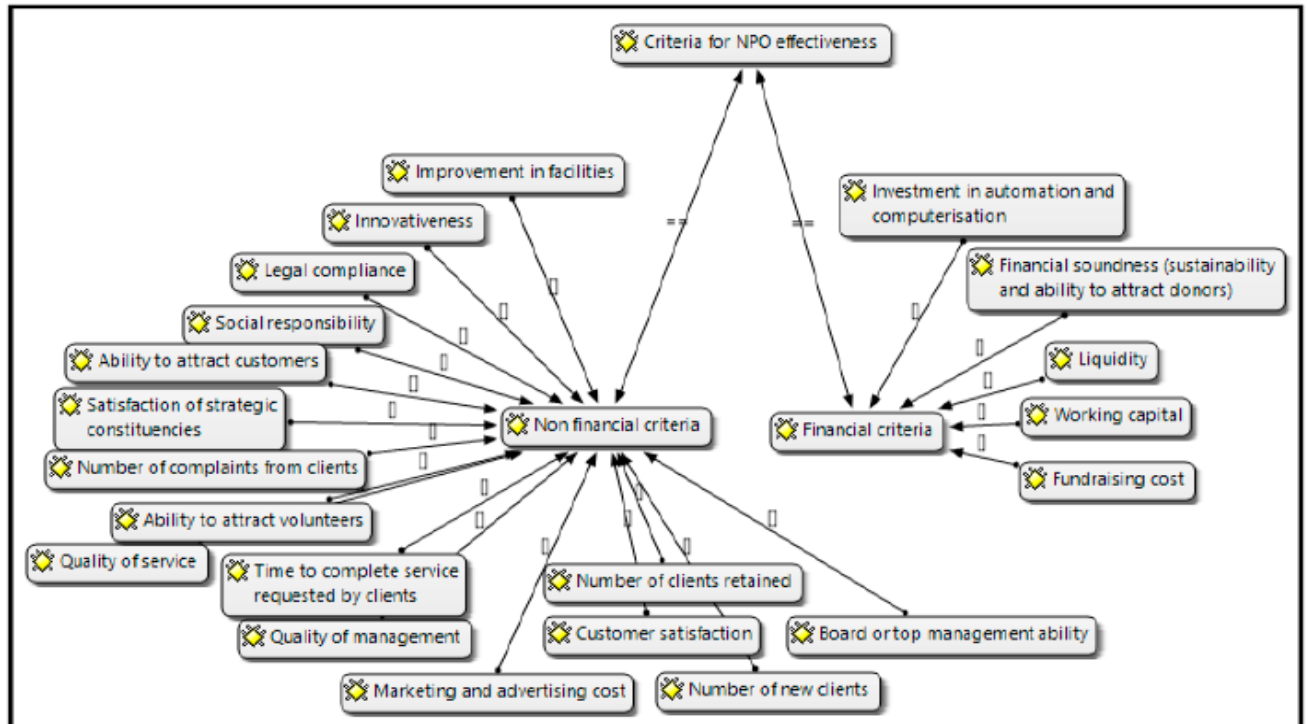 Criteria for NPO effectiveness
Improvement in facilities
Investment in automation and
computerisation
Innovativeness
==
==
Legal compliance
Financial soundness (sustainability
and ability to attract donors)
Social responsibility
Ability to attract customers
Liquidity
Satisfaction of strategic
constituencies
Non financial criteria
Financial criteria
Working capital
Number of complaints from clients
Fundraising cost
Ability to attract volunteers
Quality of service
Time to complete service
requested by clients
Number of clients retained
Quality of management
Customer satisfaction
Board or top management ability
Marketing and advertising cost
Number of new clients